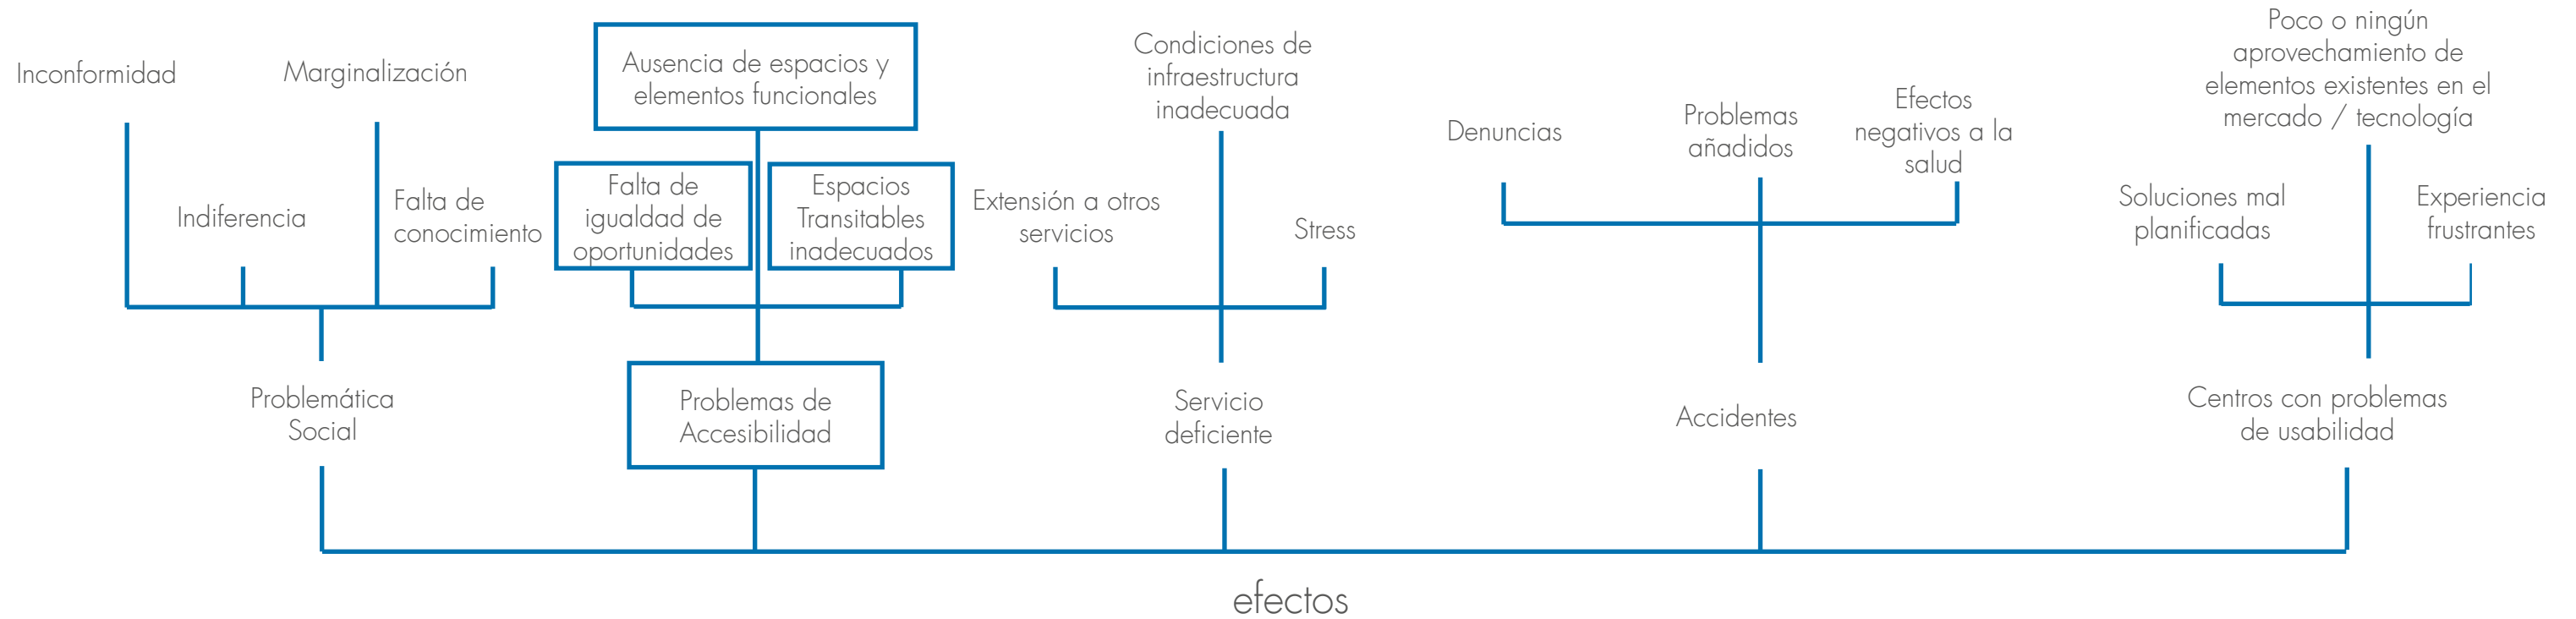 Inconformidad
Indiferencia
Marginalización
Falta de
conocimiento
Problemática
Social
Ausencia de espacios y
elementos funcionales
Falta de
igualdad de
oportunidades
Espacios
Transitables
inadecuados
Problemas de
Accesibilidad
Condiciones de
infraestructura
inadecuada
Extensión a otros
servicios
Stress
Servicio
deficiente
Denuncias
Problemas
añadidos
Efectos
negativos a la
salud
Accidentes
Poco o ningún
aprovechamiento de
elementos existentes en el
mercado / tecnología
Soluciones mal
planificadas
Experiencia
frustrantes
Centros con problemas
de usabilidad
efectos